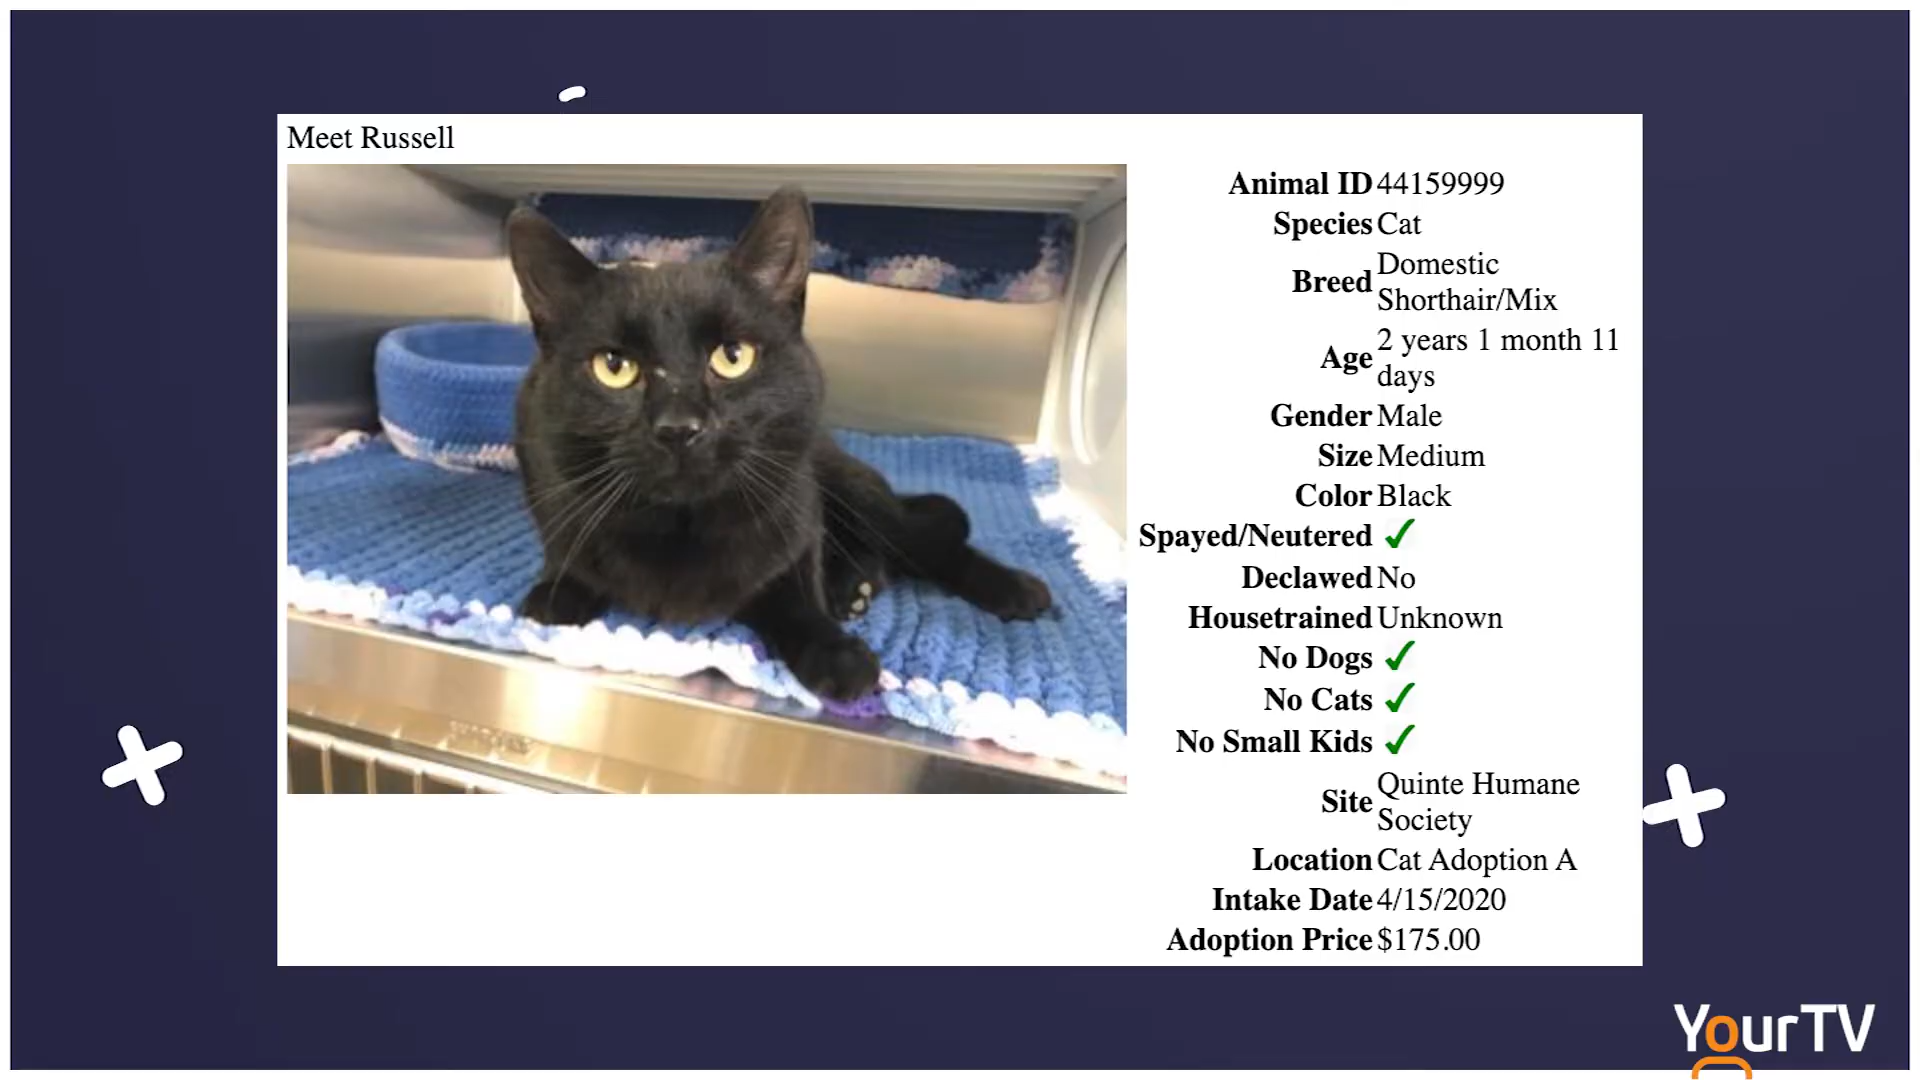 Meet Russell
Animal ID 44159999
Species Cat
Breed Domestic
Shorthair/Mix
Age 2 years 1 month 11
days
Gender Male
Size Medium
Color Black
Spayed/Neutered ✓
Declawed No
Housetrained Unknown
No Dogs ✓
No Cats ✓
No Small Kids ✓
Site Quinte Humane
Society
Location Cat Adoption A
Intake Date 4/15/2020
Adoption Price $175.00
YourTV